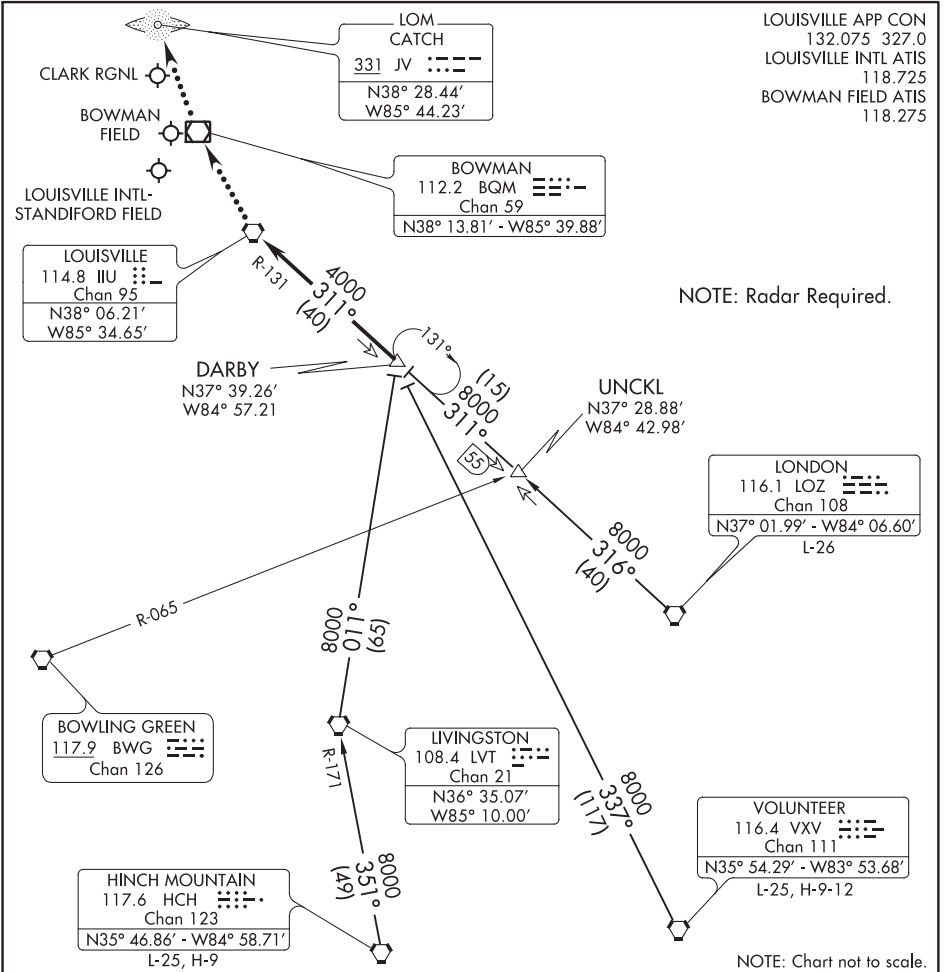 LOM
CATCH
331 JV
N38° 28.44’
W85° 44.23’
LOUISVILLE APP CON
132.075 327.0
LOUISVILLE INTL ATIS
118.725
BOWMAN FIELD ATIS
118.275
CLARK RGNL
BOWMAN
FIELD
LOUISVILLE INTL-
STANDIFORD FIELD
BOWMAN
112.2 BQM
Chan 59
N38° 13.81’ - W85° 39.88’
LOUISVILLE
114.8 IIU
Chan 95
N38° 06.21’
W85° 34.65’
R-131
4000
311°
(40)
NOTE: Radar Required.
DARBY
N37° 39.26’
W84° 57.21
131°
(15)
8000
311°
55
UNCKL
N37° 28.88’
W84° 42.98’
LONDON
116.1 LOZ
Chan 108
N37° 01.99’ - W84° 06.60’
L-26
8000
316°
(40)
R-065
8000
011°
(65)
BOWLING GREEN
117.9 BWG
Chan 126
LIVINGSTON
108.4 LVT
Chan 21
N36° 35.07’
W85° 10.00’
R-171
8000
337°
(117)
VOLUNTEER
116.4 VXV
Chan 111
N35° 54.29’ - W83° 53.68’
L-25, H-9-12
8000
351°
(49)
HINCH MOUNTAIN
117.6 HCH
Chan 123
N35° 46.86’ - W84° 58.71’
L-25, H-9
NOTE: Chart not to scale.